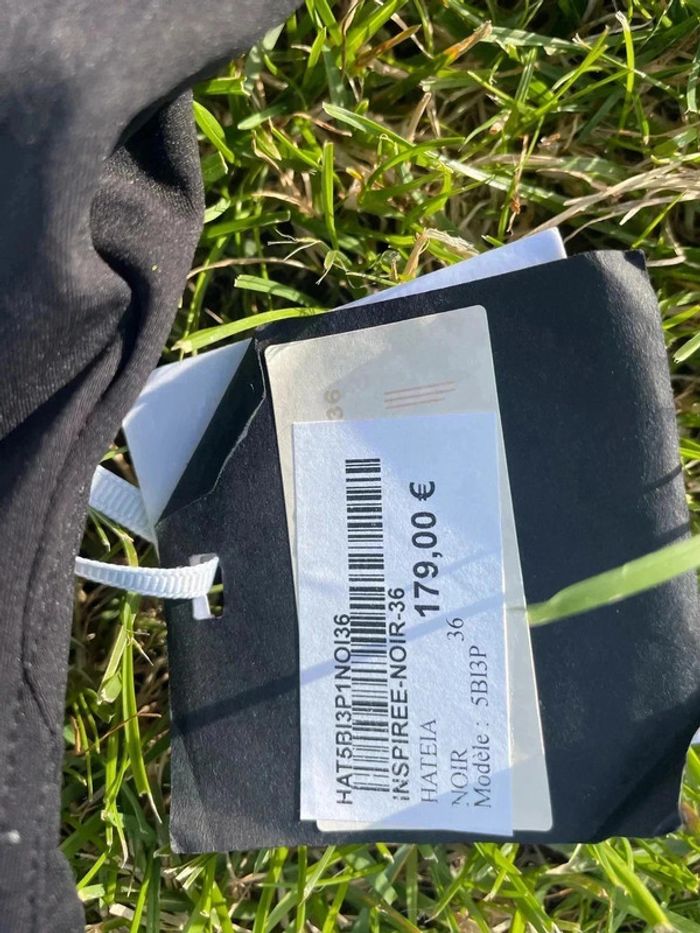 HAT5BI3P1NOI36
INSPIREE-NOIR-36
179,00 €
HATEIA
NOIR 36
Modèle : 5BI3P
36